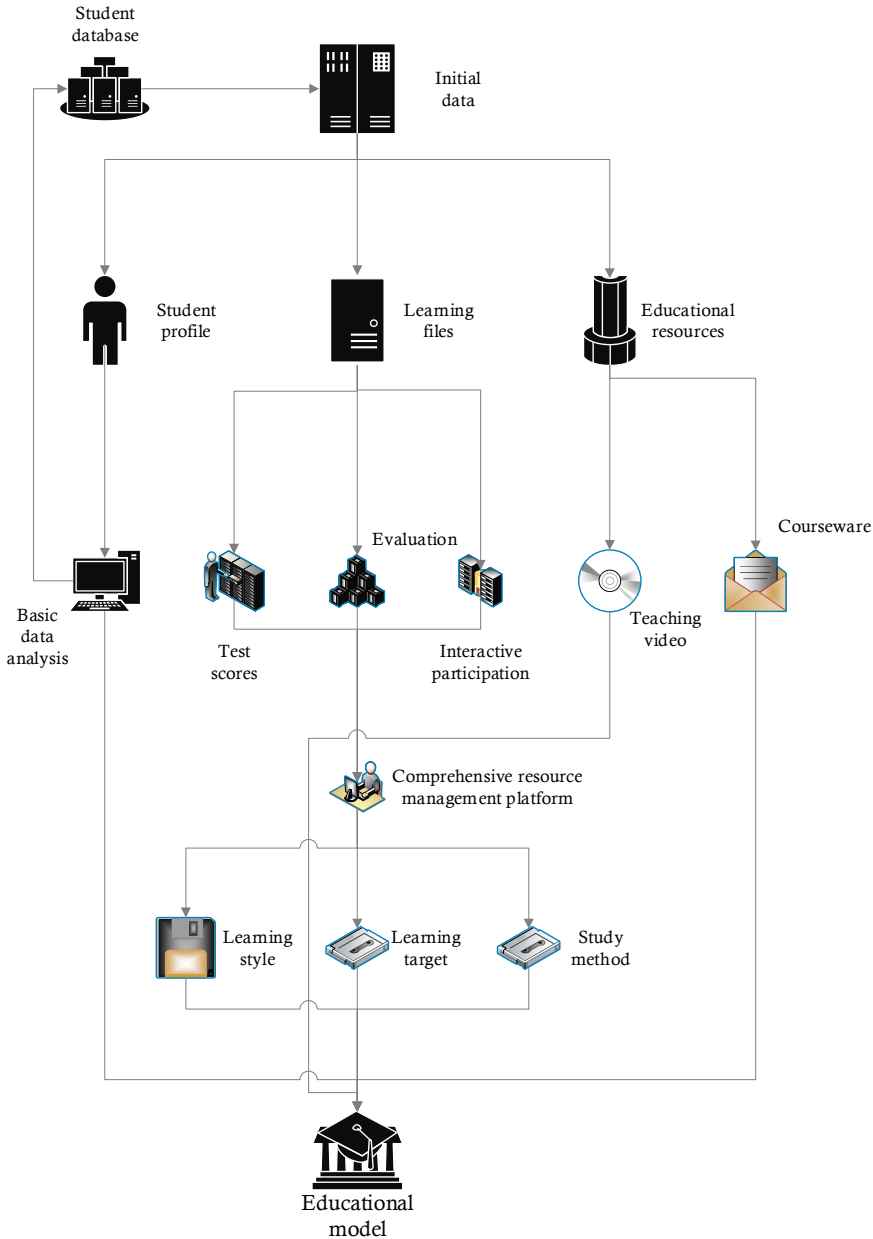 Student
database
Initial
data
Student
profile
Learning
files
Educational
resources
Evaluation
Courseware
Basic
data
analysis
Test
scores
Interactive
participation
Teaching
video
Comprehensive resource
management platform
Learning
style
Learning
target
Study
method
Educational
model